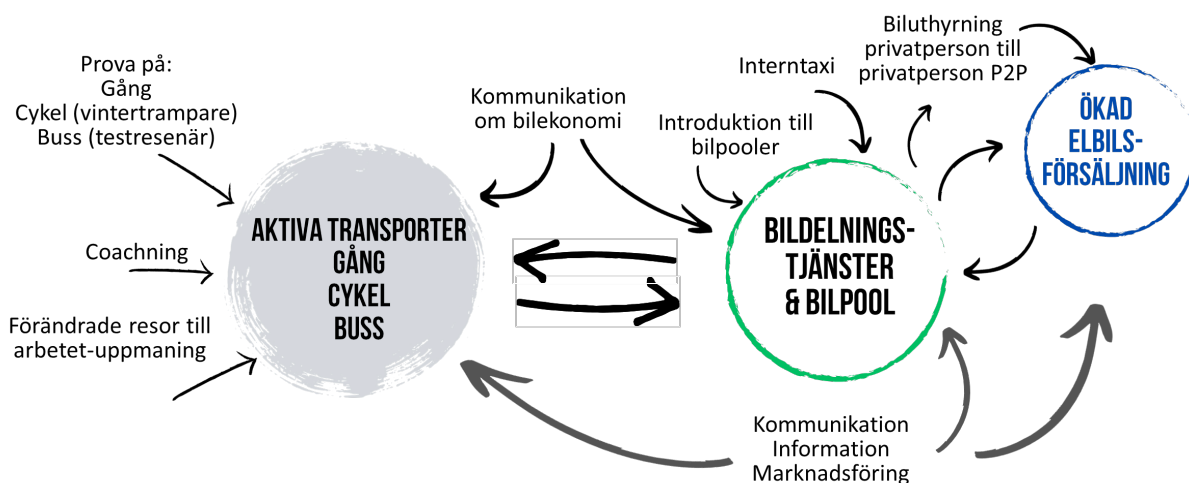 Prova på:
Gång
Cykel (vintertrampare)
Buss (testresenär)
Coachning
Förändrade resor till
arbetet-uppmaning
AKTIVA TRANSPORTER
GÅNG
CYKEL
BUSS
Kommunikation
om bilekonomi
Introduktion till
bilpooler
Interntaxi
Biluthyrning
privatperson till
privatperson P2P
BILDELNINGS-
TJÄNSTER
& BILPOOL
ÖKAD
ELBILS-
FÖRSÄLJNING
Kommunikation
Information
Marknadsföring